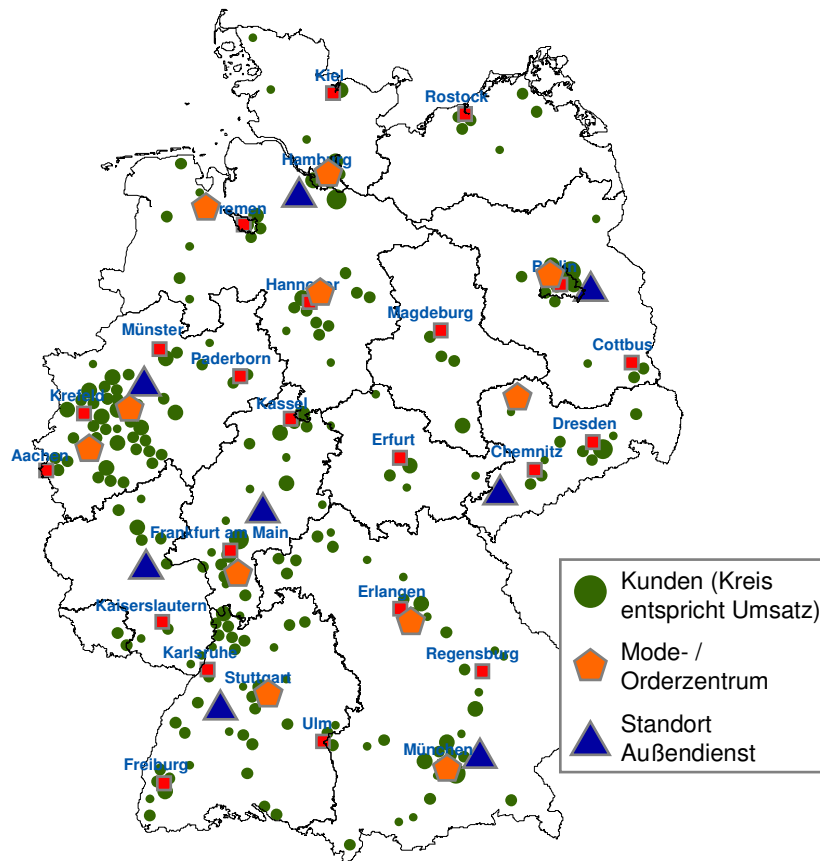 Kiel
Rostock
Hamburg
remen
Berlin
Hannover
Magdeburg
Münster
Cottbus
Paderborn
Krefeld
Kassel
Dresden
Erfurt
Chemnitz
Aachen
Frankfurt am Main
Erlangen
Kaiserslautern
Karlsruhe
Regensburg
Stuttgart
Ulm
München
Freiburg
Kunden (Kreis
entspricht Umsatz)
Mode- /
Orderzentrum
Standort
Außendienst